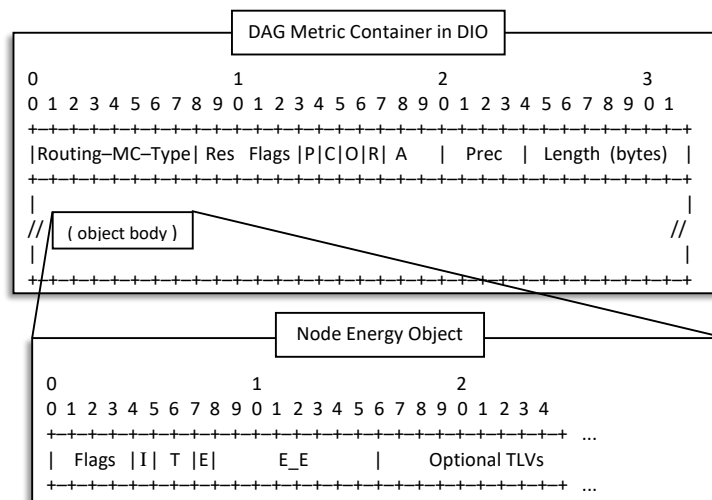 DAG Metric Container in DIO
0                   1                   2                   3
0 1 2 3 4 5 6 7 8 9 0 1 2 3 4 5 6 7 8 9 0 1 2 3 4 5 6 7 8 9 0 1
+–+–+–+–+–+–+–+–+–+–+–+–+–+–+–+–+–+–+–+–+–+–+–+–+–+–+–+–+–+–+–+–+
|Routing–MC–Type| Res Flags |P|C|O|R| A | Prec | Length (bytes) |
+–+–+–+–+–+–+–+–+–+–+–+–+–+–+–+–+–+–+–+–+–+–+–+–+–+–+–+–+–+–+–+–+
| |
// ( object body ) //
| |
+–+–+–+–+–+–+–+–+–+–+–+–+–+–+–+–+–+–+–+–+–+–+–+–+–+–+–+–+–+–+–+–+
Node Energy Object
0                   1                   2
0 1 2 3 4 5 6 7 8 9 0 1 2 3 4 5 6 7 8 9 0 1 2 3 4
+–+–+–+–+–+–+–+–+–+–+–+–+–+–+–+–+–+–+–+–+–+–+–+–+–+ ...
| Flags |I| T |E| E_E | Optional TLVs
+–+–+–+–+–+–+–+–+–+–+–+–+–+–+–+–+–+–+–+–+–+–+–+–+–+ ...